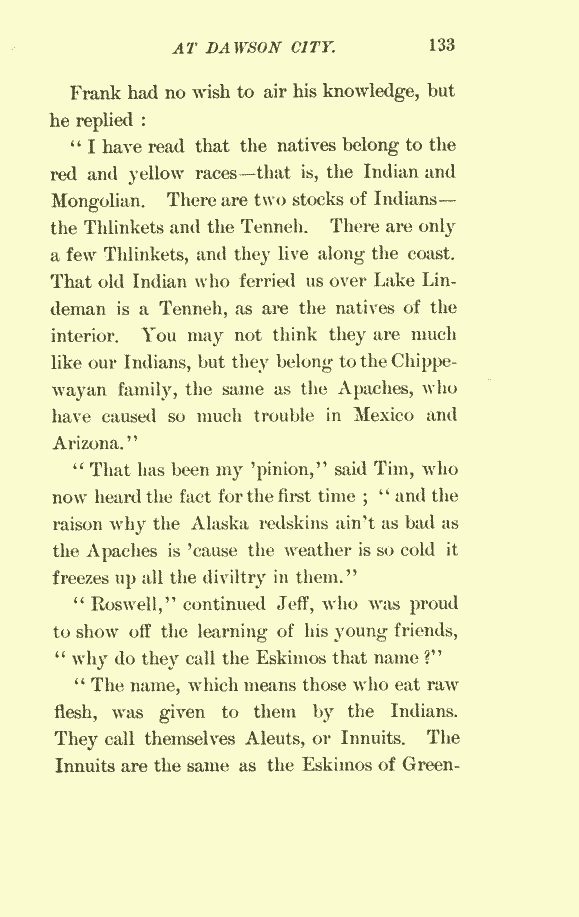 AT DAWSON CITY. 133
Frank had no wish to air his knowledge, but
he replied :
“ I have read that the natives belong to the
red and yellow races—that is, the Indian and
Mongolian. There are two stocks of Indians—
the Thlinkets and the Tenneh. There are only
a few Thlinkets, and they live along the coast.
That old Indian who ferried us over Lake Lin-
deman is a Tenneh, as are the natives of the
interior. You may not think they are much
like our Indians, but they belong to the Chippe-
wayan family, the same as the Apaches, who
have caused so much trouble in Mexico and
Arizona.”
“ That has been my ’pinion,” said Tim, who
now heard the fact for the first time ; “ and the
raison why the Alaska redskins ain’t as bad as
the Apaches is ’cause the weather is so cold it
freezes up all the diviltry in them.”
“ Roswell,” continued Jeff, who was proud
to show off the learning of his young friends,
“ why do they call the Eskimos that name ?”
“ The name, which means those who eat raw
flesh, was given to them by the Indians.
They call themselves Aleuts, or Innuits. The
Innuits are the same as the Eskimos of Green-